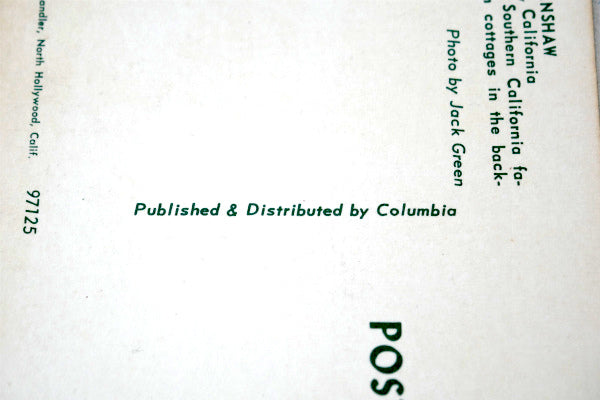 NSHAW
California
Southern California fa-
cottages in the back-
Photo by Jack Green
Published & Distributed by Columbia
andler, North Hollywood, Calif.
97125
POS